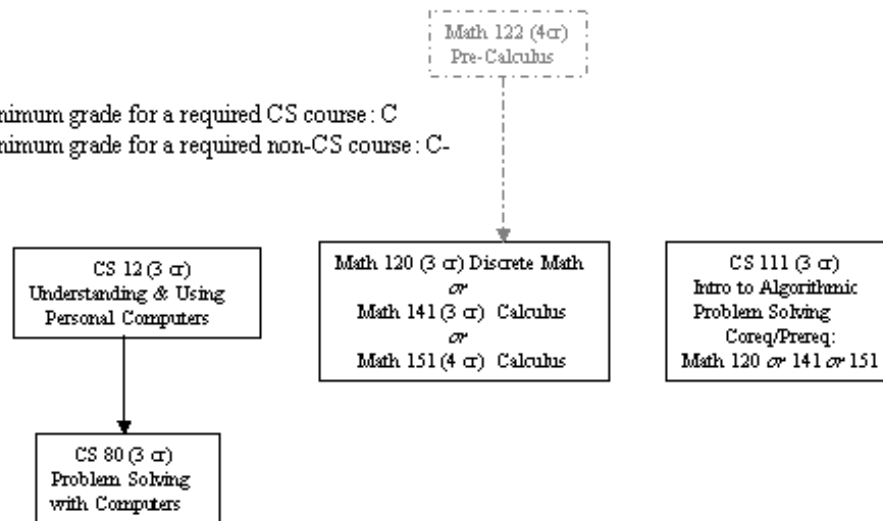 Math 122 (4cr)
Pre-Calculus
nimum grade for a required CS course: C
nimum grade for a required non-CS course: C-
CS 12 (3 cr)
Understanding & Using
Personal Computers
Math 120 (3 cr) Discrete Math
or
Math 141 (3 cr) Calculus
or
Math 151 (4 cr) Calculus
CS 111 (3 cr)
Intro to Algorithmic
Problem Solving
Coreq/Prereq:
Math 120 or 141 or 151
CS 80 (3 cr)
Problem Solving
with Computers